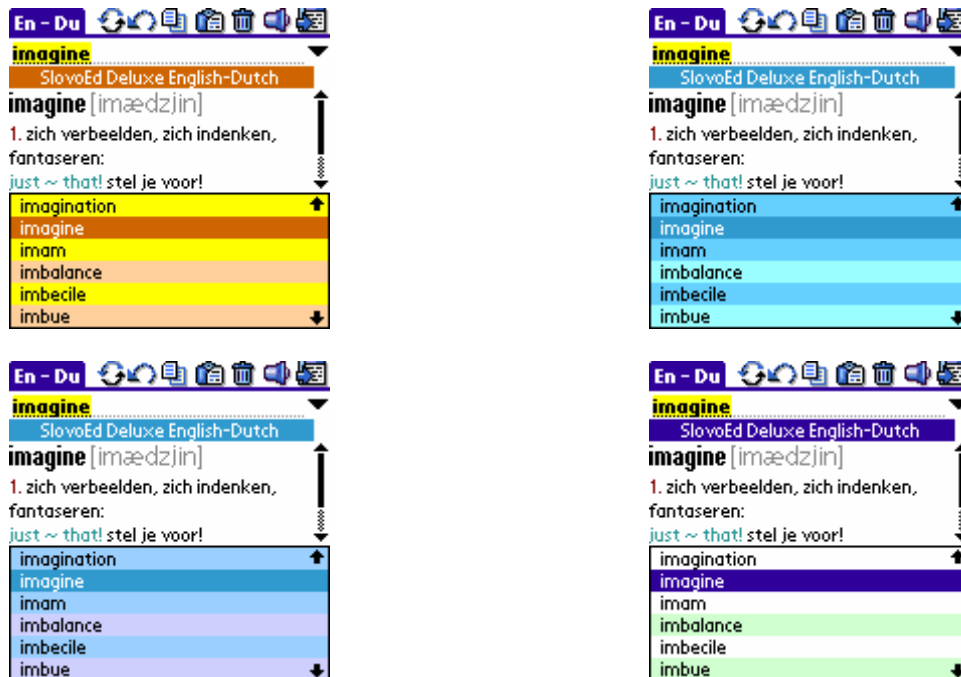 En - Du
imagine
SlovoEd Deluxe English-Dutch
imagine [imædzjin]
1. zich verbeelden, zich indenken,
fantaseren:
just ~ that! stel je voor!
imagination
imagine
imam
imbalance
imbecile
imbue
En - Du
imagine
SlovoEd Deluxe English-Dutch
imagine [imædzjin]
1. zich verbeelden, zich indenken,
fantaseren:
just ~ that! stel je voor!
imagination
imagine
imam
imbalance
imbecile
imbue
En - Du
imagine
SlovoEd Deluxe English-Dutch
imagine [imædzjin]
1. zich verbeelden, zich indenken,
fantaseren:
just ~ that! stel je voor!
imagination
imagine
imam
imbalance
imbecile
imbue
En - Du
imagine
SlovoEd Deluxe English-Dutch
imagine [imædzjin]
1. zich verbeelden, zich indenken,
fantaseren:
just ~ that! stel je voor!
imagination
imagine
imam
imbalance
imbecile
imbue